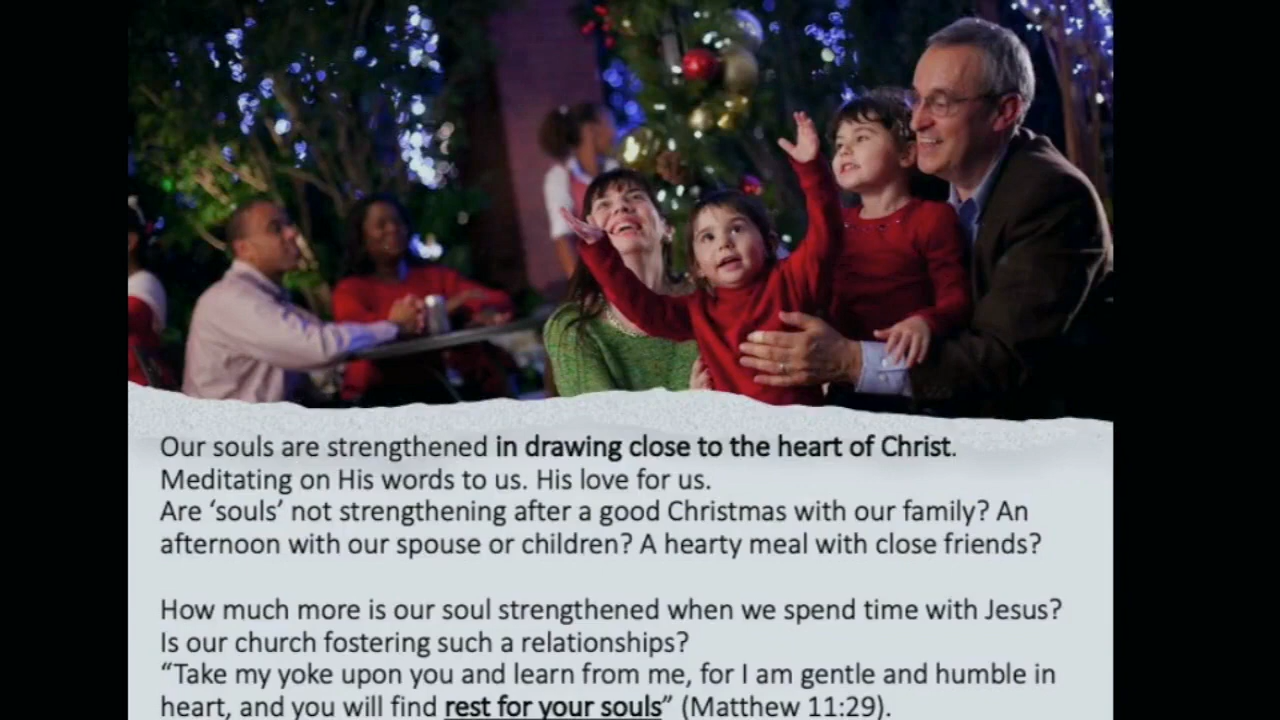 Our souls are strengthened in drawing close to the heart of Christ.
Meditating on His words to us. His love for us.
Are ‘souls’ not strengthening after a good Christmas with our family? An
afternoon with our spouse or children? A hearty meal with close friends?
How much more is our soul strengthened when we spend time with Jesus?
Is our church fostering such a relationships?
“Take my yoke upon you and learn from me, for I am gentle and humble in
heart, and you will find rest for your souls” (Matthew 11:29).